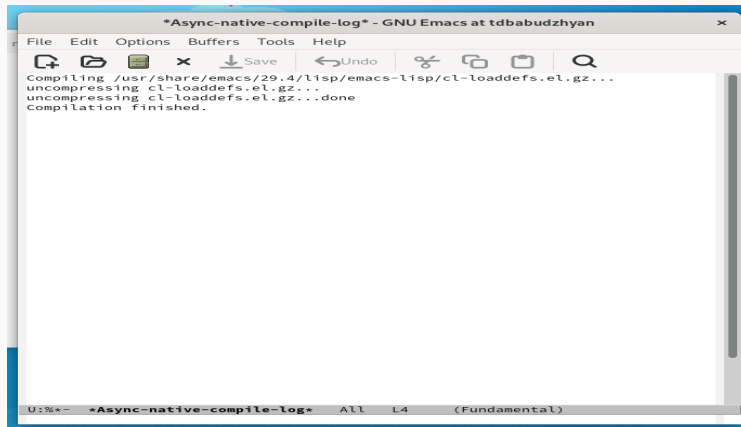 *Async-native-compile-log* - GNU Emacs at tdbabudzhyan
File Edit Options Buffers Tools Help
Save Undo
Compiling /usr/share/emacs/29.4/lisp/emacs-lisp/cl-loaddefs.el.gz...
uncompressing cl-loaddefs.el.gz...
uncompressing cl-loaddefs.el.gz...done
Compilation finished.
U:%*- *Async-native-compile-log* All L4 (Fundamental)